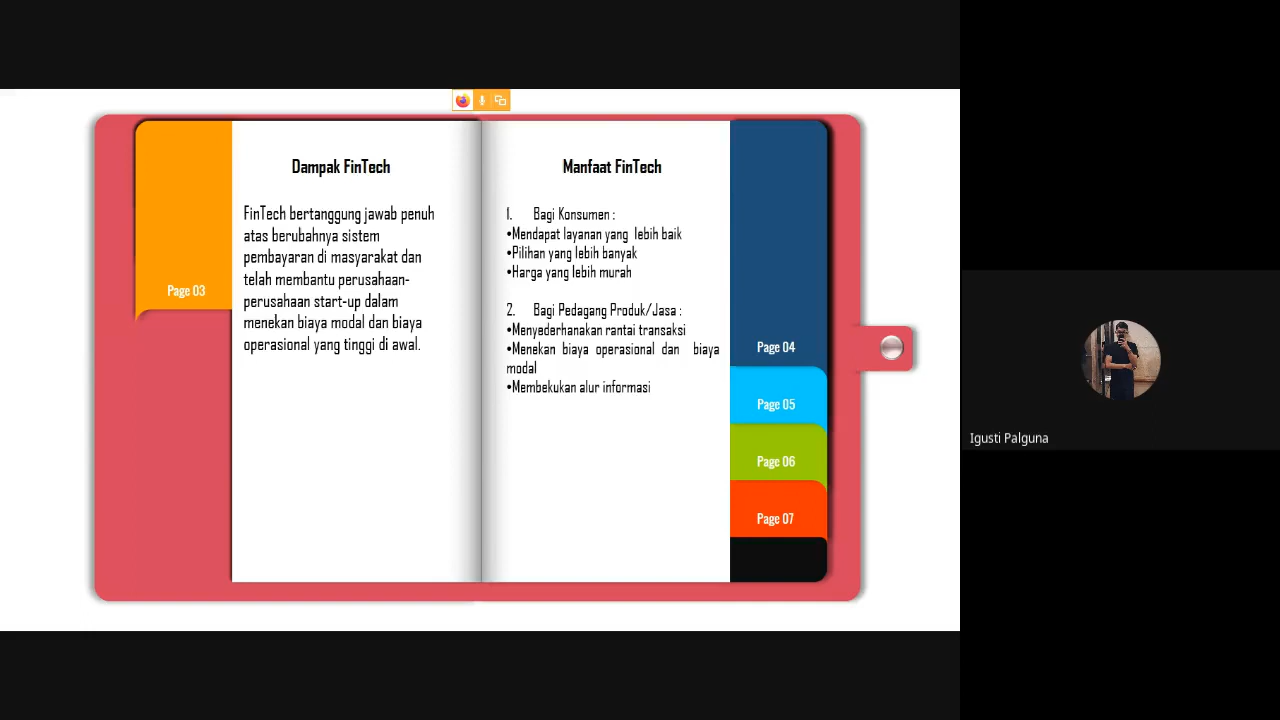 Dampak FinTech
FinTech bertanggung jawab penuh
atas berubahnya sistem
pembayaran di masyarakat dan
telah membantu perusahaan-
perusahaan start-up dalam
menekan biaya modal dan biaya
operasional yang tinggi di awal.
Page 03
Manfaat FinTech
1. Bagi Konsumen :
•Mendapat layanan yang lebih baik
•Pilihan yang lebih banyak
•Harga yang lebih murah
2. Bagi Pedagang Produk/Jasa :
•Menyederhanakan rantai transaksi
•Menekan biaya operasional dan biaya
modal
•Membekukan alur informasi
Page 04
Page 05
Page 06
Page 07
Igusti Palguna